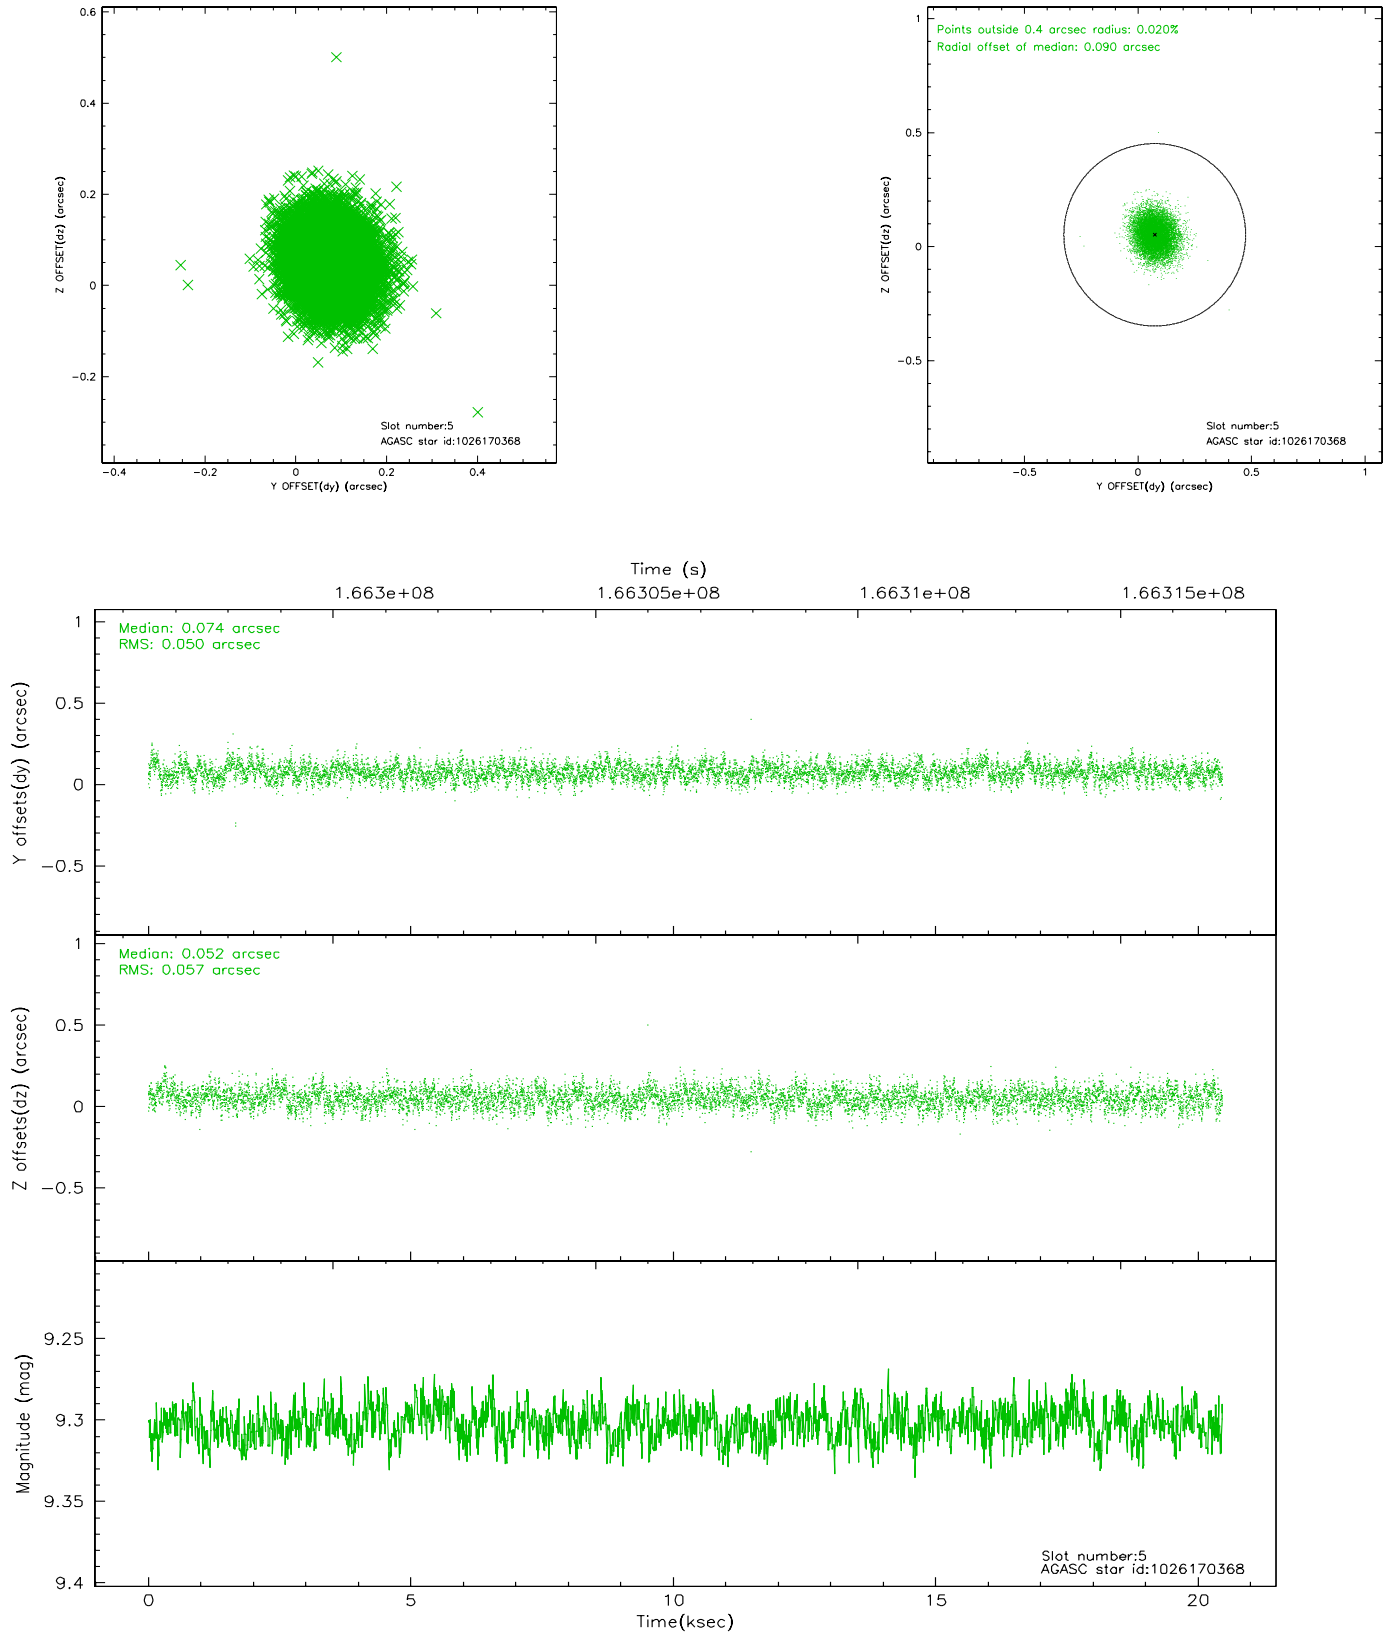 0.6
0.4
0.2
0
−0.2
−0.4
−0.2
0
0.2
0.4
Z OFFSET(dz) (arcsec)
Y OFFSET(dy) (arcsec)
Slot number:5
AGASC star id:1026170368
Points outside 0.4 arcsec radius: 0.020%
Radial offset of median: 0.090 arcsec
1
0.5
0
−0.5
−0.5
0
0.5
1
Z OFFSET(dz) (arcsec)
Y OFFSET(dy) (arcsec)
Slot number:5
AGASC star id:1026170368
Time (s)
1.663e+08
1.66305e+08
1.6631e+08
1.66315e+08
Median: 0.074 arcsec
RMS: 0.050 arcsec
1
0.5
0
−0.5
Y offsets(dy) (arcsec)
Median: 0.052 arcsec
RMS: 0.057 arcsec
1
0.5
0
−0.5
Z offsets(dz) (arcsec)
9.25
9.3
9.35
9.4
Magnitude (mag)
Slot number:5
AGASC star id:1026170368
0
5
10
15
20
Time(ksec)